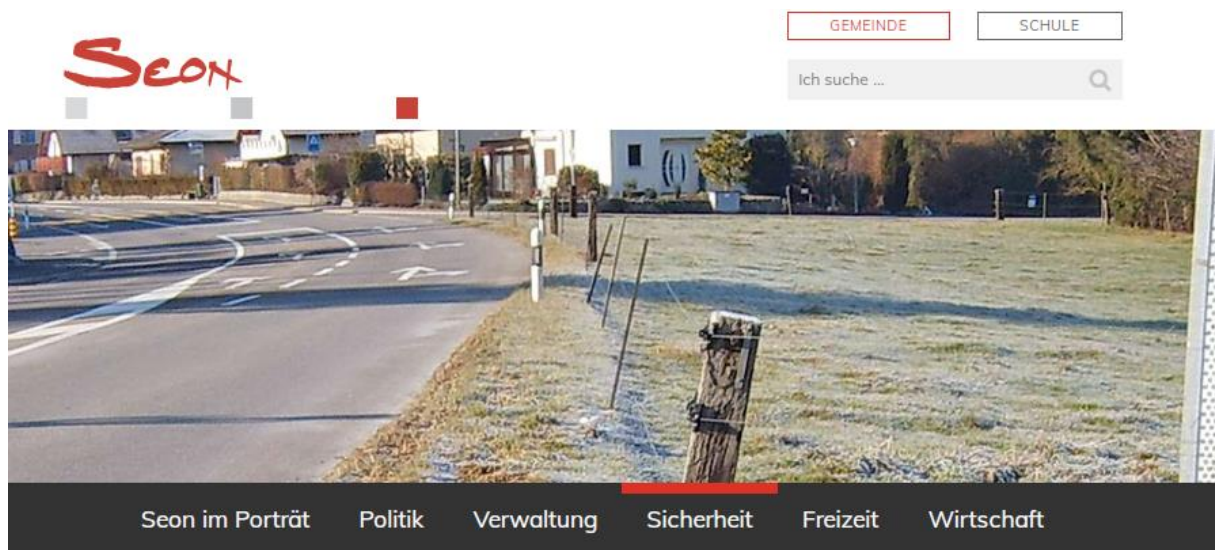 Seon
GEMEINDE
SCHULE
Ich suche ...
Seon im Porträt
Politik
Verwaltung
Sicherheit
Freizeit
Wirtschaft